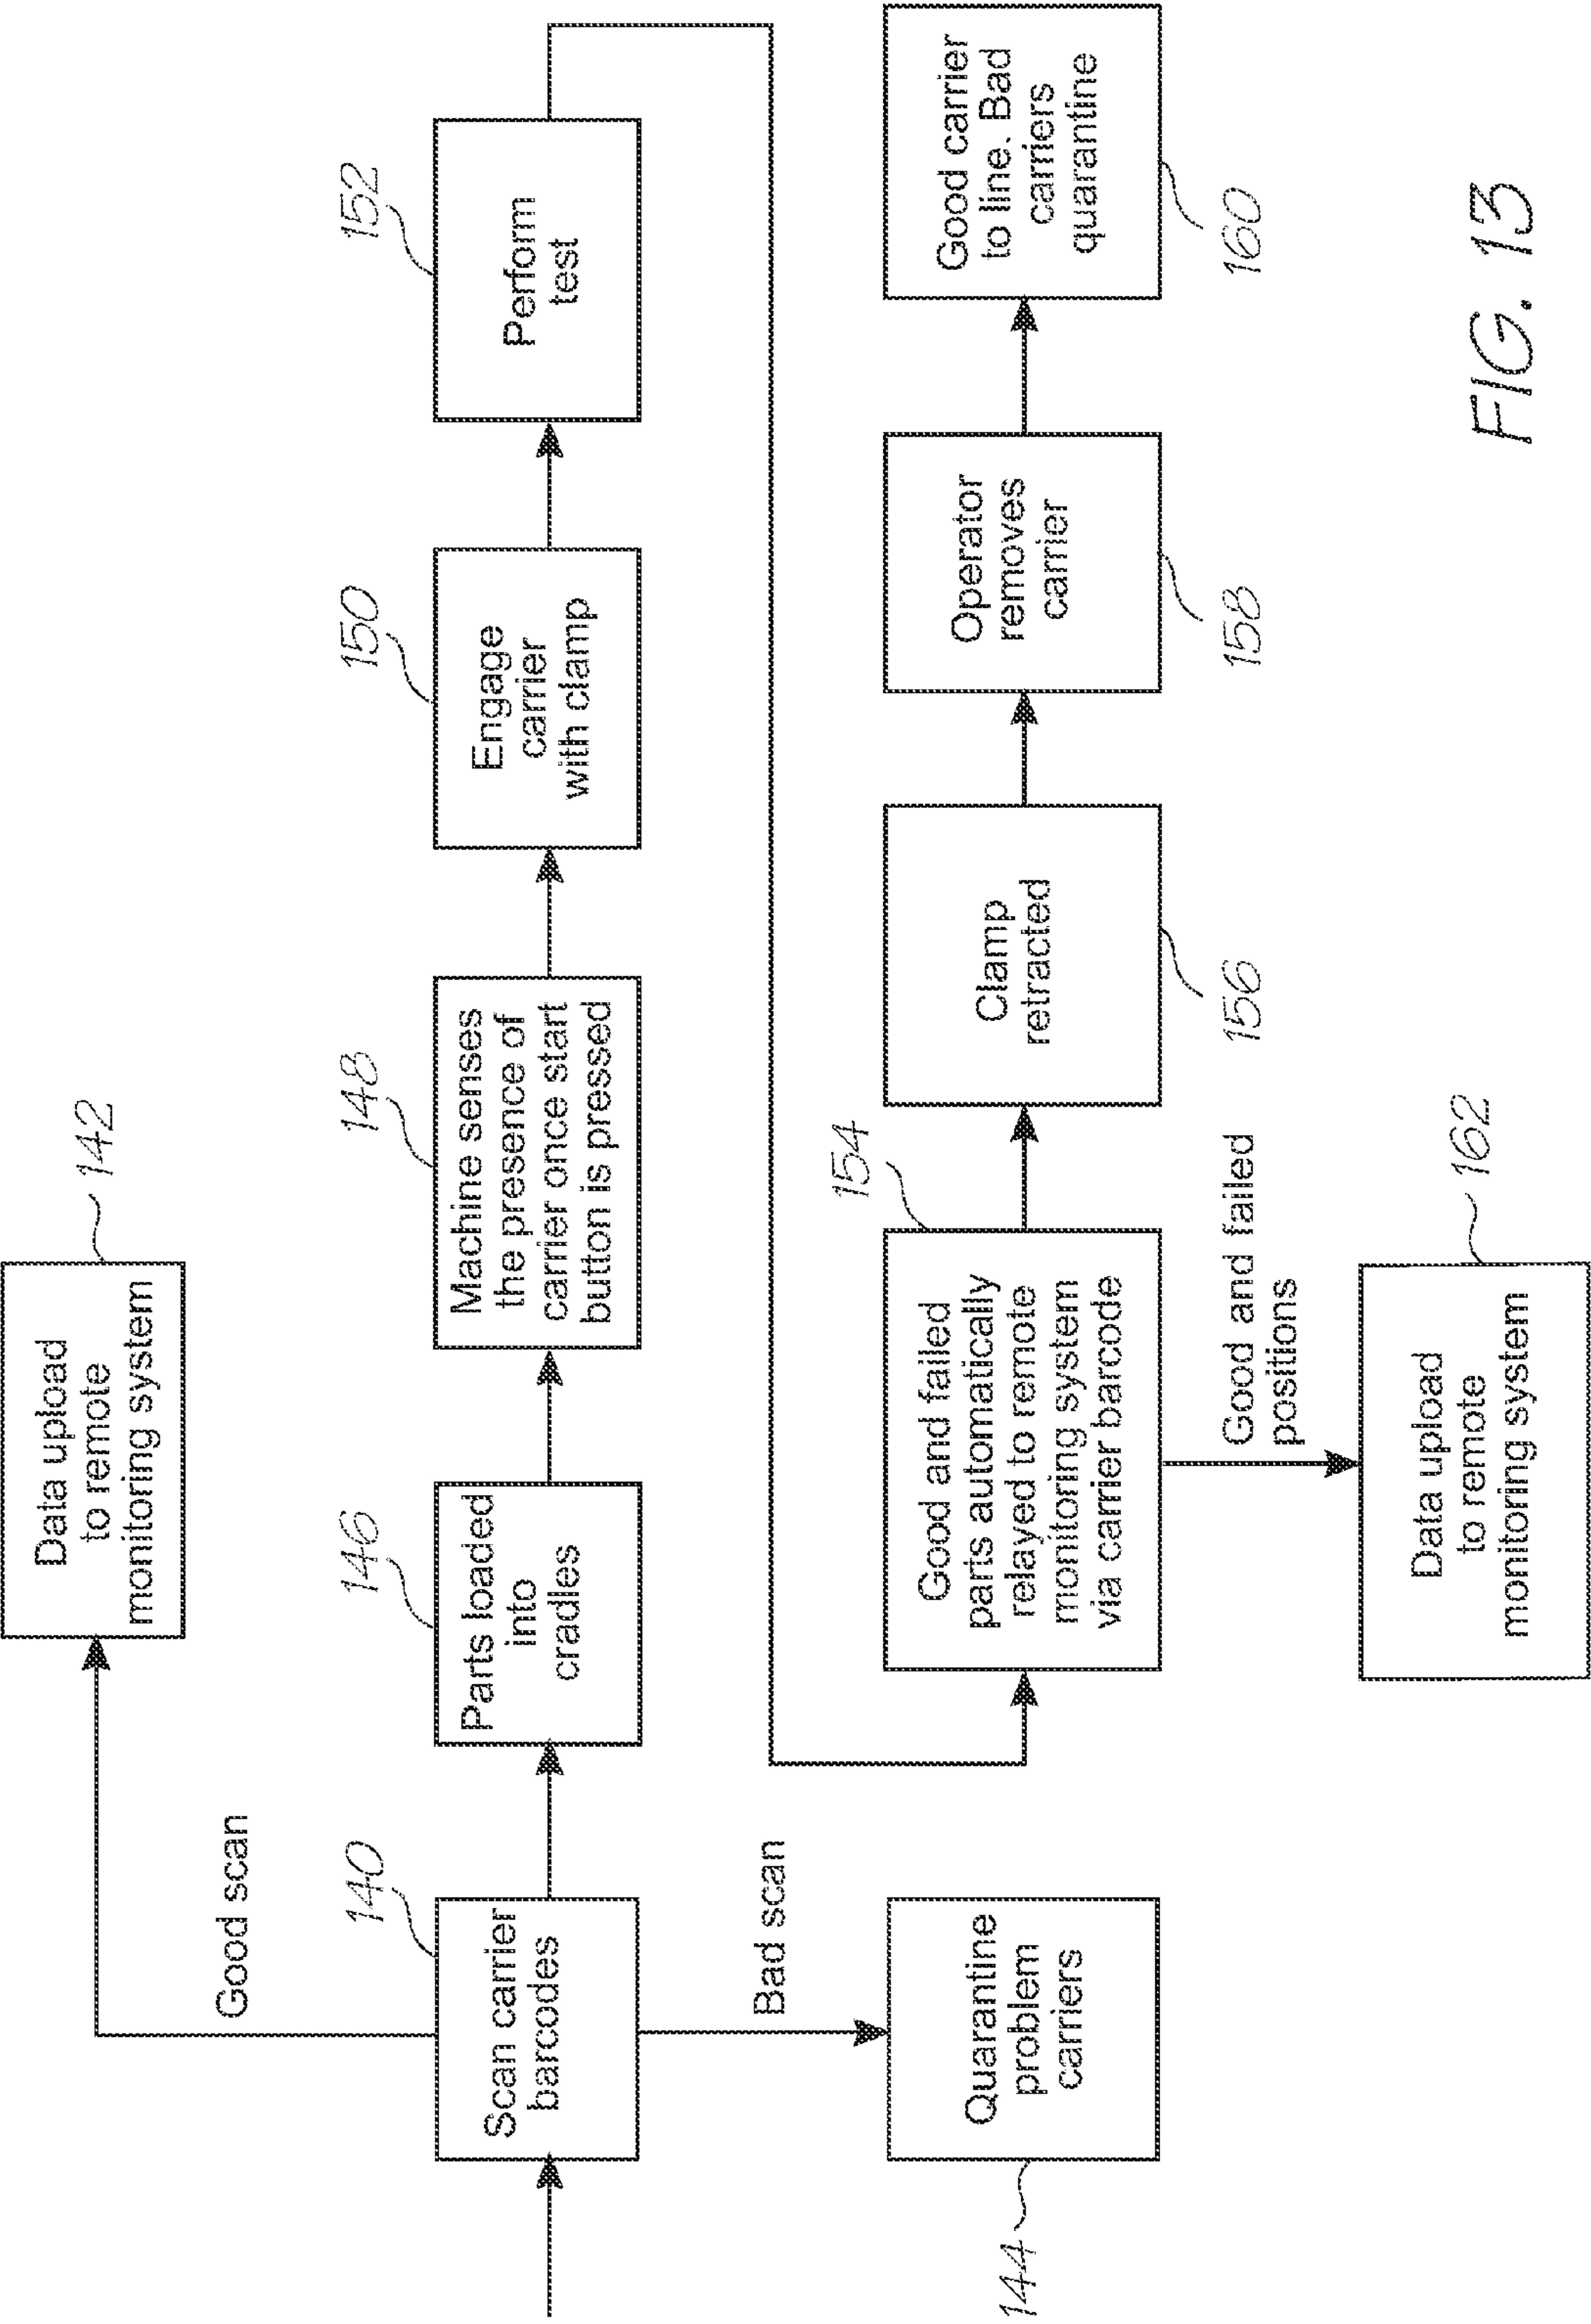 Data upload
to remote
monitoring system
142
Good scan
140
Scan carrier
barcodes
146
Parts loaded
into
cradles
148
Machine senses
the presence of
carrier once start
button is pressed
150
Engage
carrier
with clamp
152
Perform
test
Bad scan
Quarantine
problem
carriers
144
154
Good and failed
parts automatically
relayed to remote
monitoring system
via carrier barcode
Clamp
retracted
156
Operator
removes
carrier
158
Good carrier
to line. Bad
carriers
quarantine
160
Good and failed
positions
Data upload
to remote
monitoring system
162
FIG. 13